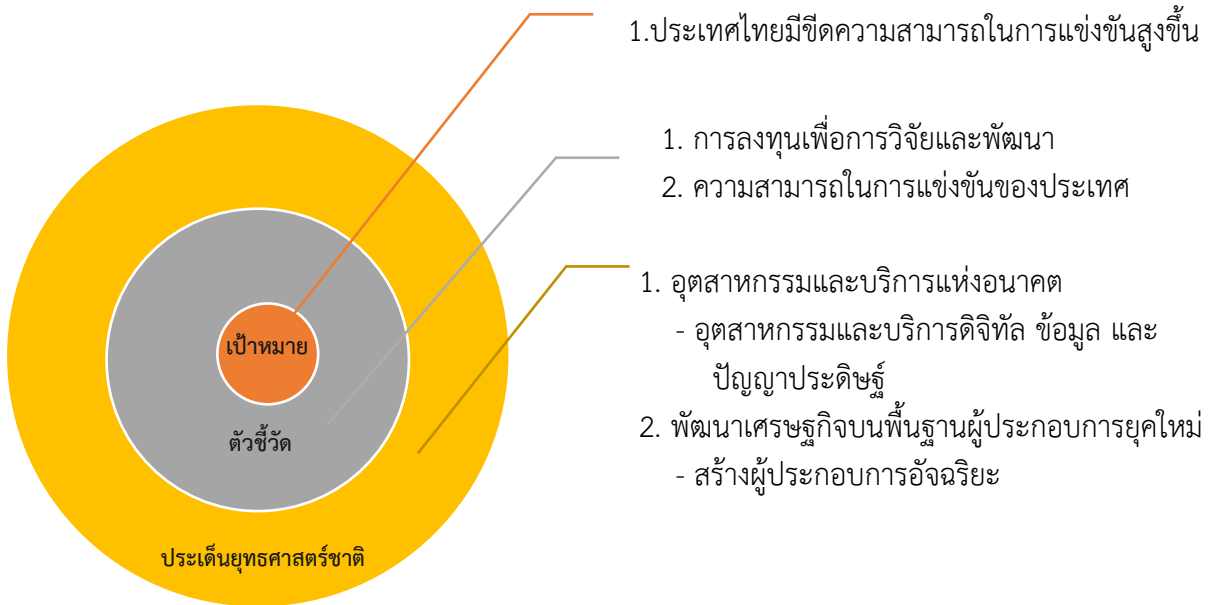 1.ประเทศไทยมีขีดความสามารถในการแข่งขันสูงขึ้น
1. การลงทุนเพื่อการวิจัยและพัฒนา
2. ความสามารถในการแข่งขันของประเทศ
1. อุตสาหกรรมและบริการแห่งอนาคต
- อุตสาหกรรมและบริการดิจิทัล ข้อมูล และ
ปัญญาประดิษฐ์
2. พัฒนาเศรษฐกิจบนพื้นฐานผู้ประกอบการยุคใหม่
- สร้างผู้ประกอบการอัจฉริยะ
เป้าหมาย
ตัวชี้วัด
ประเด็นยุทธศาสตร์ชาติ